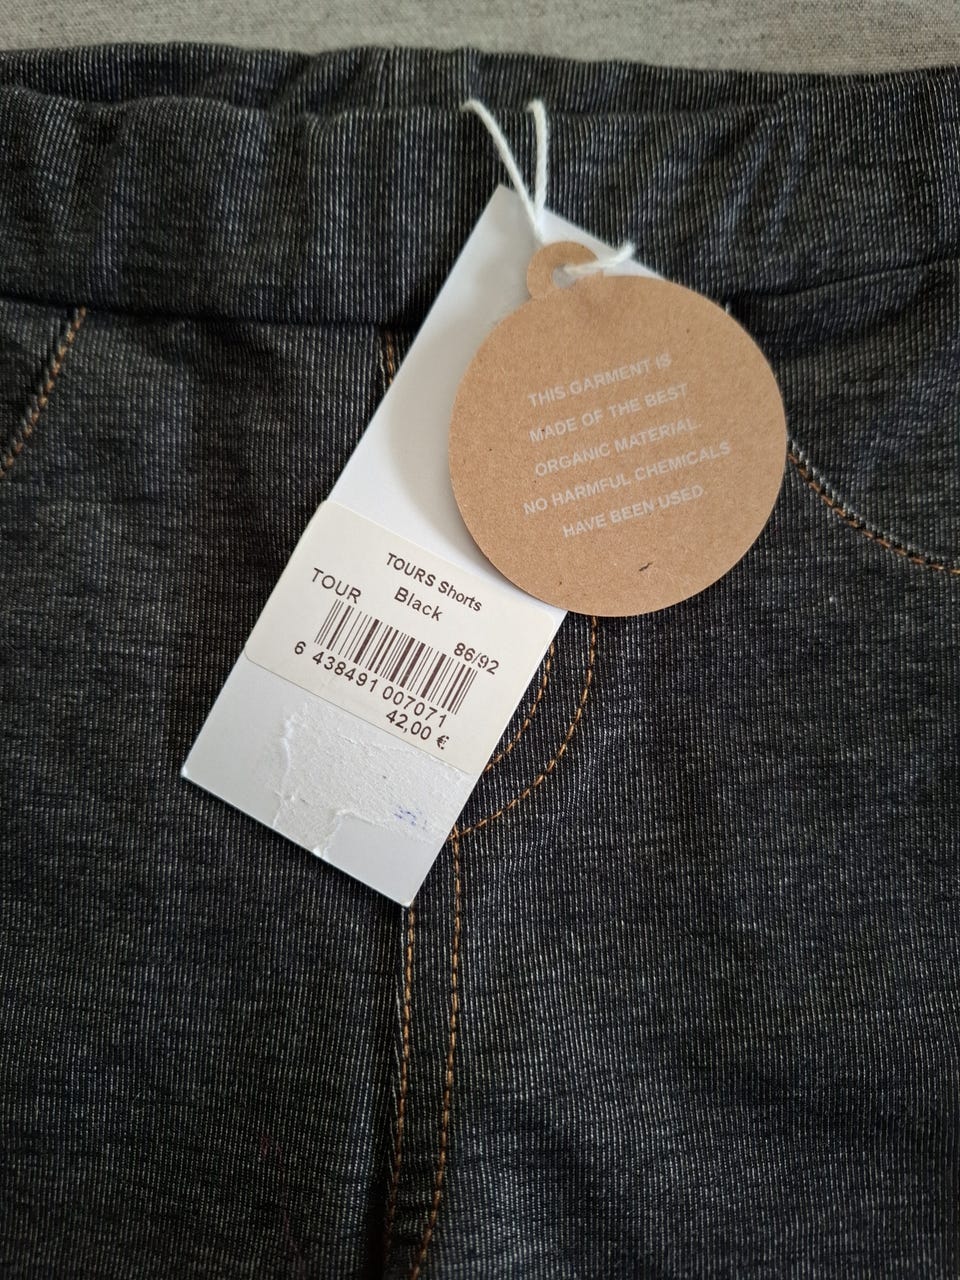 THIS GARMENT IS
MADE OF THE BEST
ORGANIC MATERIAL.
NO HARMFUL CHEMICALS
HAVE BEEN USED.
TOURS Shorts
TOUR Black
86/92
6 438491 007071
42,00 €